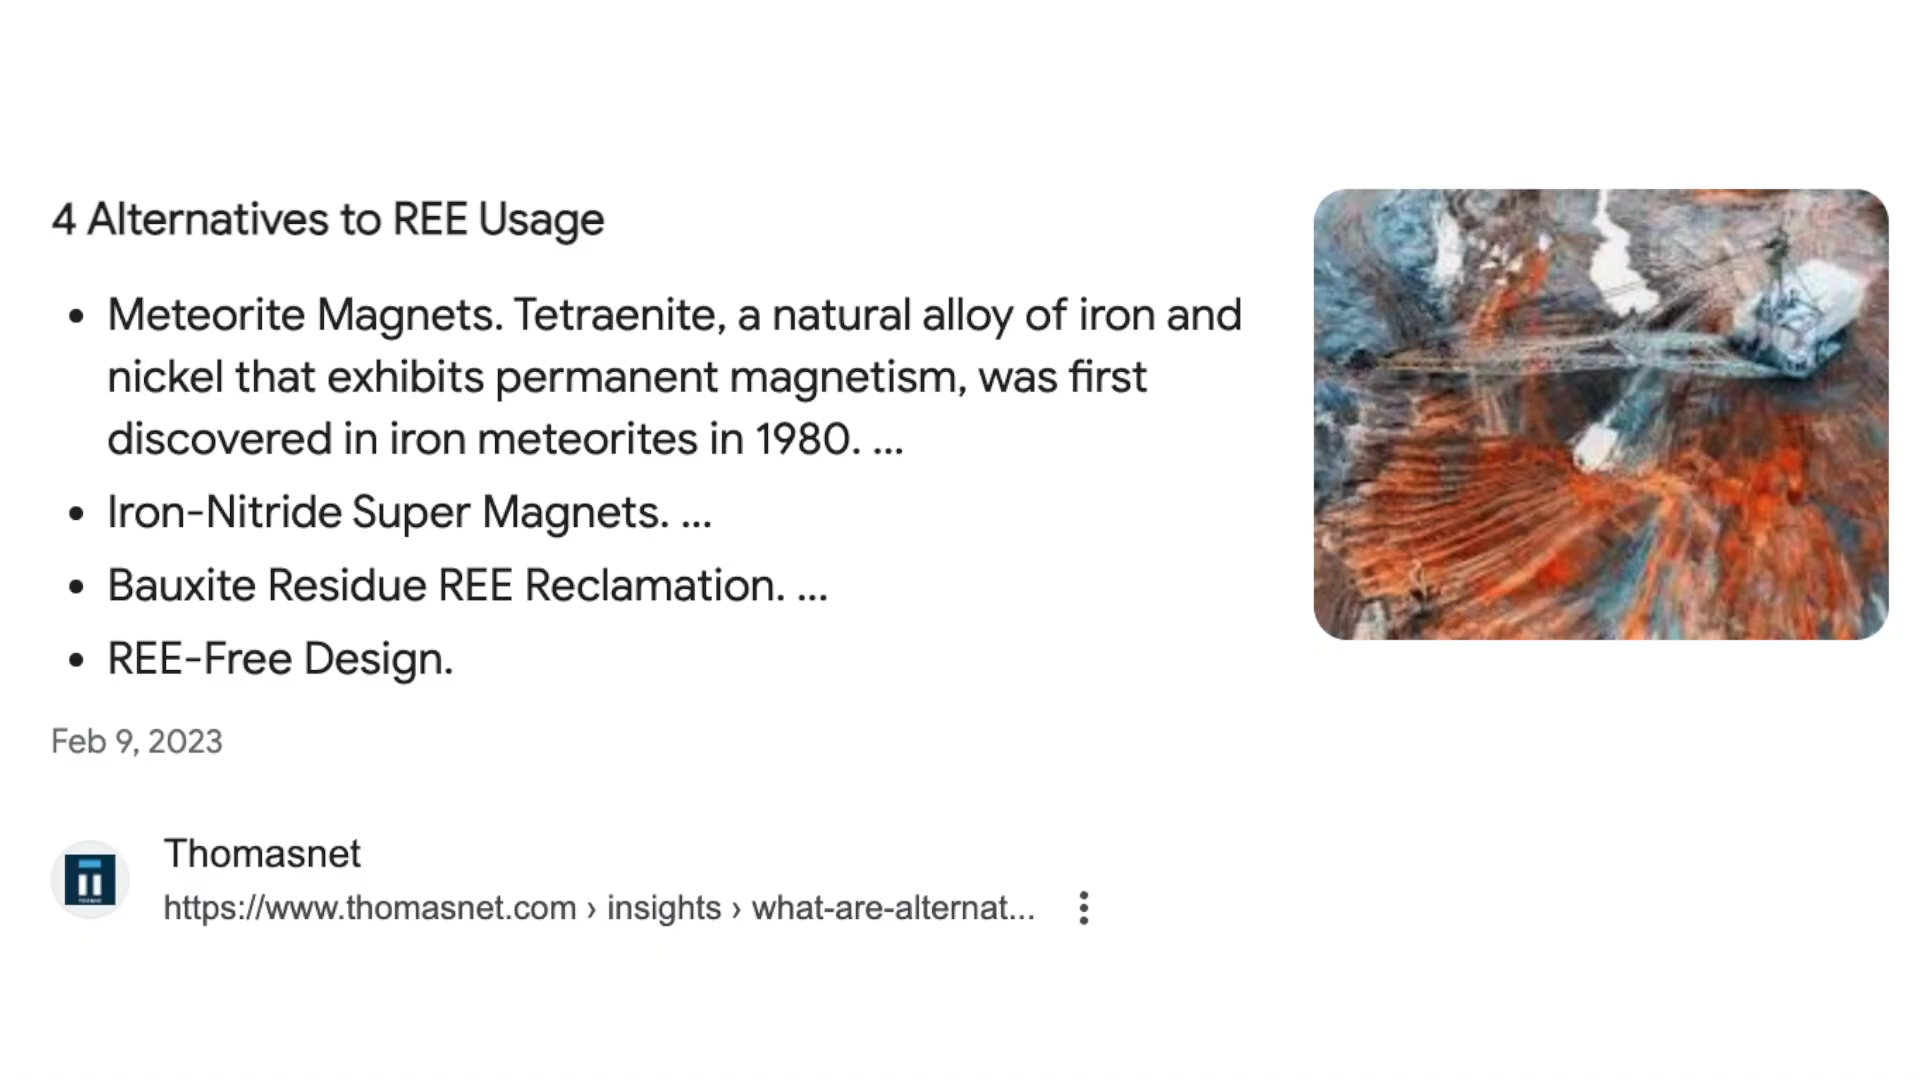 4 Alternatives to REE Usage
• Meteorite Magnets. Tetraenite, a natural alloy of iron and
nickel that exhibits permanent magnetism, was first
discovered in iron meteorites in 1980. ...
• Iron-Nitride Super Magnets. ...
• Bauxite Residue REE Reclamation. ...
• REE-Free Design.
Feb 9, 2023
Thomasnet
https://www.thomasnet.com › insights › what-are-alternat...